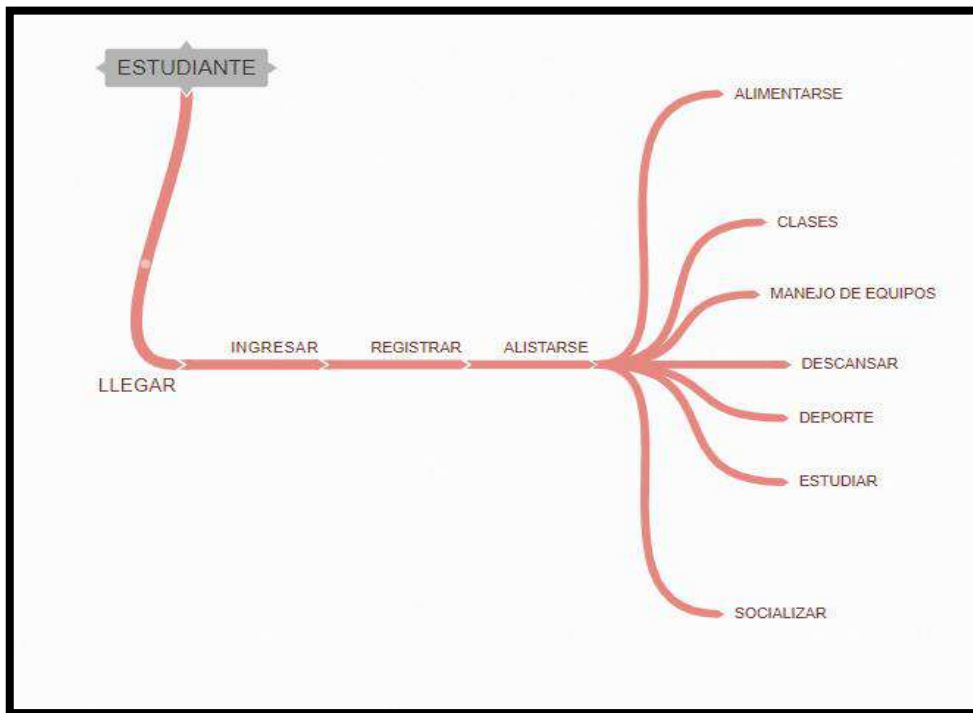 ESTUDIANTE
LLEGAR
INGRESAR
REGISTRAR
ALISTARSE
ALIMENTARSE
CLASES
MANEJO DE EQUIPOS
DESCANSAR
DEPORTE
ESTUDIAR
SOCIALIZAR